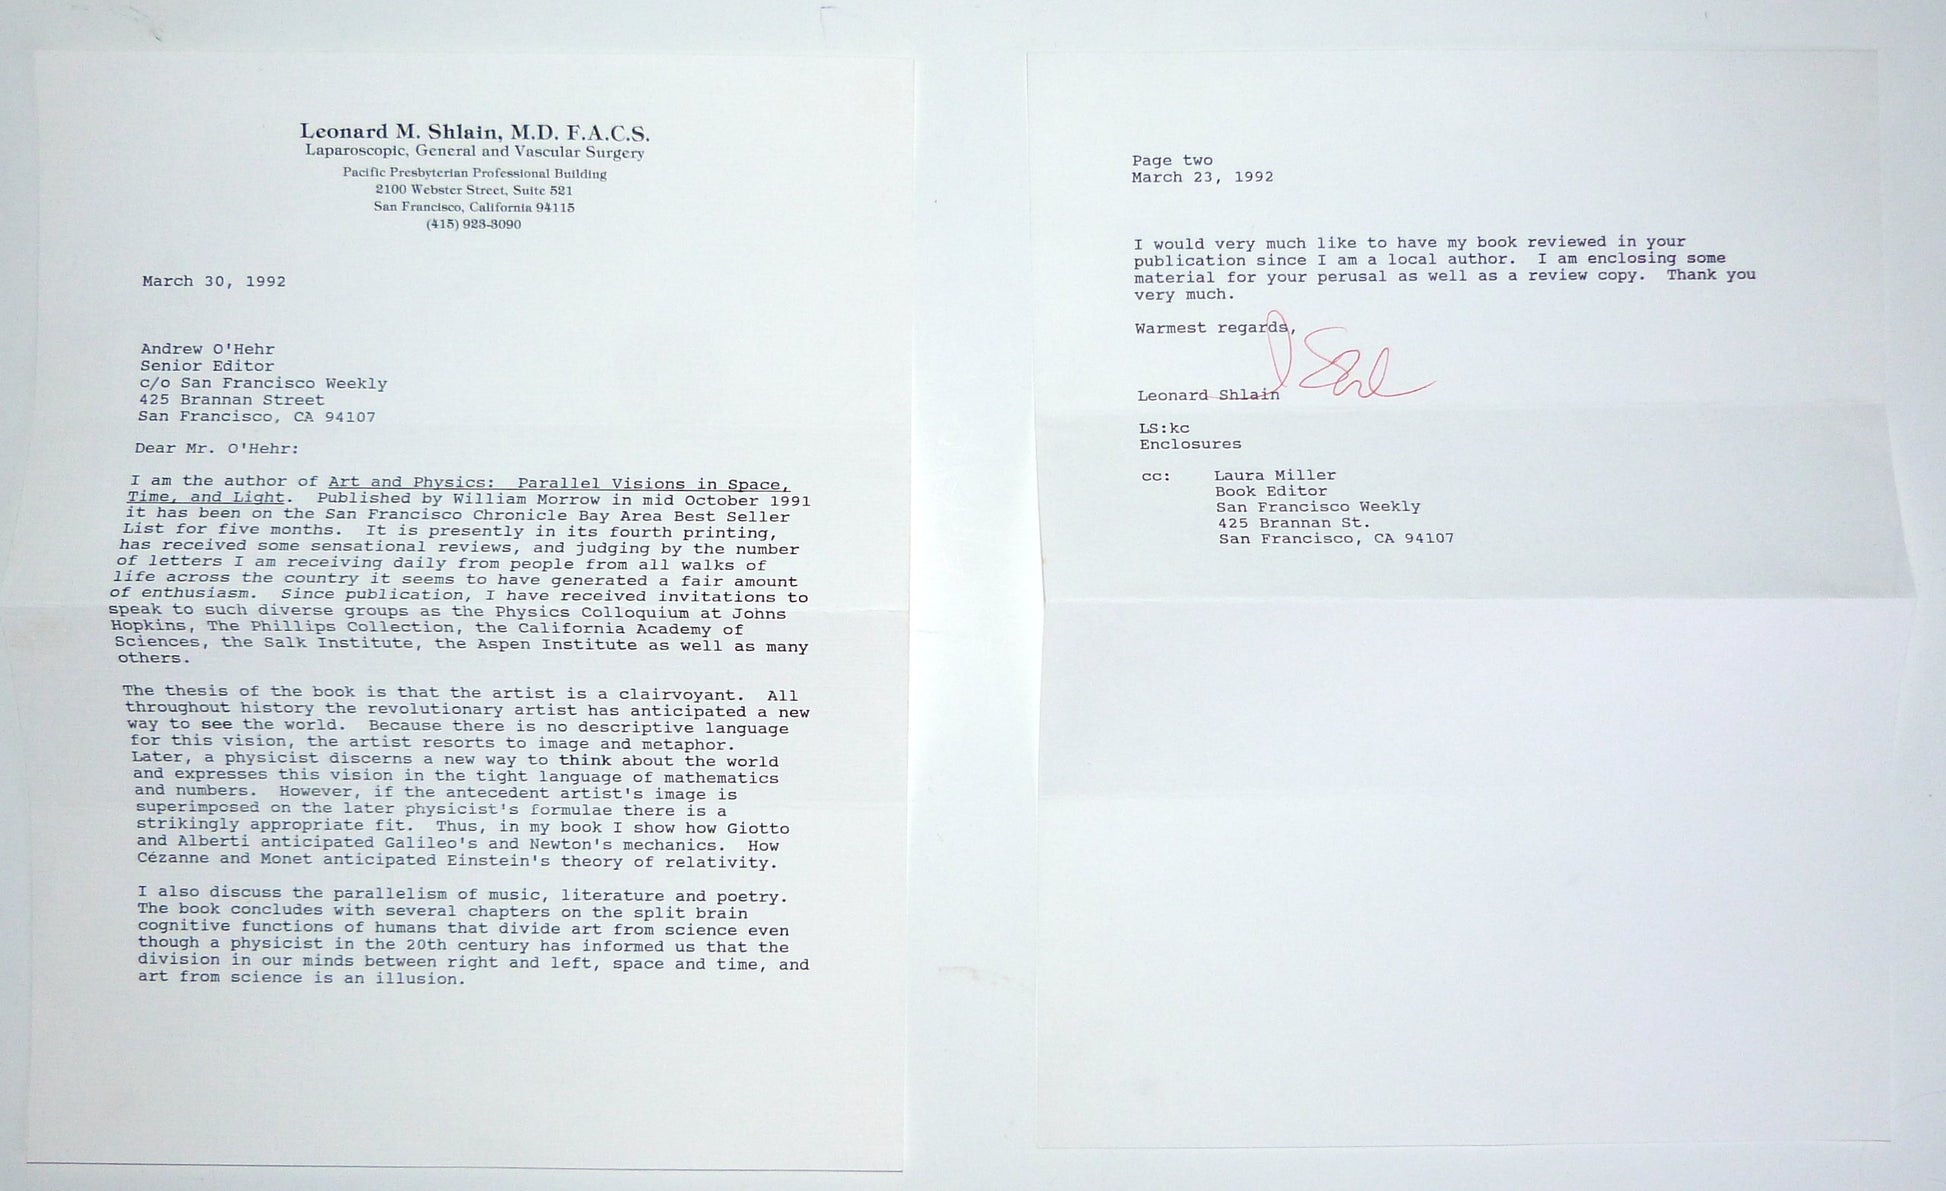 Leonard M. Shlain, M.D. F.A.C.S.
Laparoscopic, General and Vascular Surgery
Pacific Presbyterian Professional Building
2100 Webster Street, Suite 521
San Francisco, California 94115
(415) 923-3090
March 30, 1992
Andrew O'Hehr
Senior Editor
c/o San Francisco Weekly
425 Brannan Street
San Francisco, CA 94107
Dear Mr. O'Hehr:
I am the author of Art and Physics:  Parallel Visions in Space,
Time, and Light.  Published by William Morrow in mid October 1991
it has been on the San Francisco Chronicle Bay Area Best Seller
List for five months.  It is presently in its fourth printing,
has received some sensational reviews, and judging by the number
of letters I am receiving daily from people from all walks of
life across the country it seems to have generated a fair amount
of enthusiasm.  Since publication, I have received invitations to
speak to such diverse groups as the Physics Colloquium at Johns
Hopkins, The Phillips Collection, the California Academy of
Sciences, the Salk Institute, the Aspen Institute as well as many
others.
The thesis of the book is that the artist is a clairvoyant.  All
throughout history the revolutionary artist has anticipated a new
way to see the world.  Because there is no descriptive language
for this vision, the artist resorts to image and metaphor.
Later, a physicist discerns a new way to think about the world
and expresses this vision in the tight language of mathematics
and numbers.  However, if the antecedent artist's image is
superimposed on the later physicist's formulae there is a
strikingly appropriate fit.  Thus, in my book I show how Giotto
and Alberti anticipated Galileo's and Newton's mechanics.  How
Cézanne and Monet anticipated Einstein's theory of relativity.
I also discuss the parallelism of music, literature and poetry.
The book concludes with several chapters on the split brain
cognitive functions of humans that divide art from science even
though a physicist in the 20th century has informed us that the
division in our minds between right and left, space and time, and
art from science is an illusion.
Page two
March 23, 1992
I would very much like to have my book reviewed in your
publication since I am a local author.  I am enclosing some
material for your perusal as well as a review copy.  Thank you
very much.
Warmest regards,
Leonard Shlain
LS:kc
Enclosures
cc: Laura Miller
Book Editor
San Francisco Weekly
425 Brannan St.
San Francisco, CA 94107